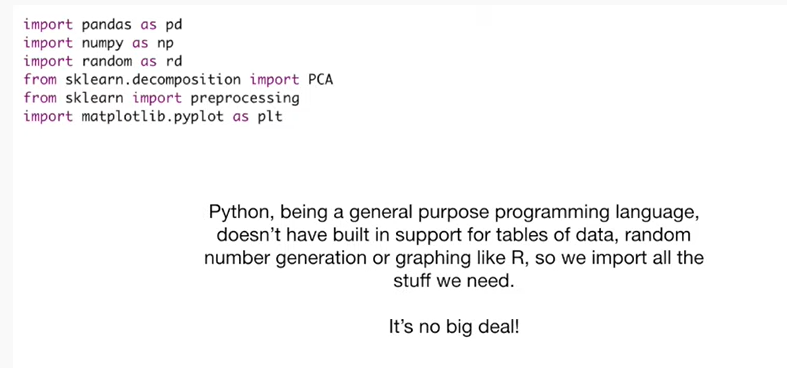 import pandas as pd
import numpy as np
import random as rd
from sklearn.decomposition import PCA
from sklearn import preprocessing
import matplotlib.pyplot as plt
Python, being a general purpose programming language,
doesn't have built in support for tables of data, random
number generation or graphing like R, so we import all the
stuff we need.
It's no big deal!